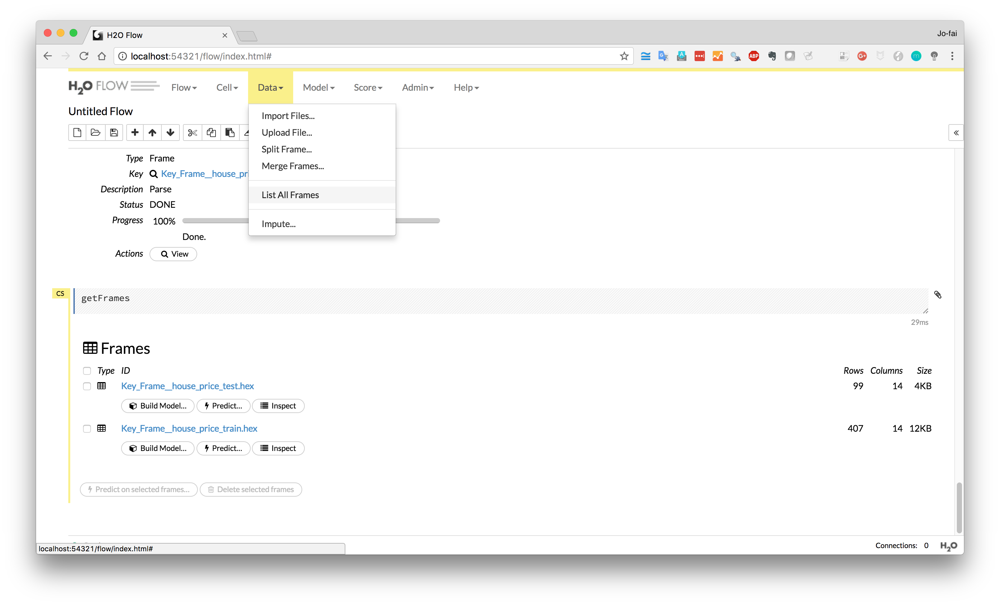 H2O Flow
Jo-fai
localhost:54321/flow/index.html#
H2O FLOW
Flow Cell Data Model Score Admin Help
Untitled Flow
Import Files...
Upload File...
Split Frame...
Merge Frames...
List All Frames
Impute...
Type Frame
Key Key_Frame__house_pri
Description Parse
Status DONE
Progress 100%
Done.
Actions View
CS
getFrames
29ms
Frames
Type ID Rows Columns Size
Key_Frame__house_price_test.hex 99 14 4KB
Build Model... Predict... Inspect
Key_Frame__house_price_train.hex 407 14 12KB
Build Model... Predict... Inspect
Predict on selected frames... Delete selected frames
localhost:54321/flow/index.html#
Connections: 0 H2O